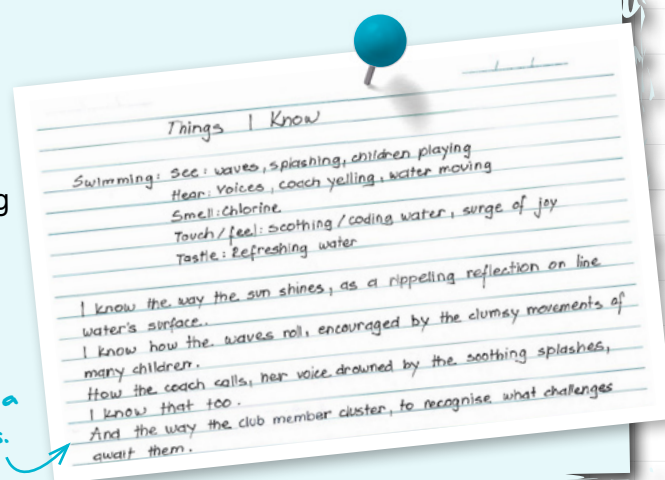 Things I Know
Swimming: See: waves, splashing, children playing
Hear: Voices, coach yelling, water moving
Smell: Chlorine
Touch/feel: scothing/coding water, surge of joy
Tastle: Refreshing water
I know the way the sun shines, as a rippeling reflection on line
water's surface..
I know how the waves roll, encouraged by the clumsy movements of
many children.
How the coach calls, her voice drowned by the soothing splashes,
I know that too.
And the way the club member cluster, to recognise what challenges
await them.
g
a
s.